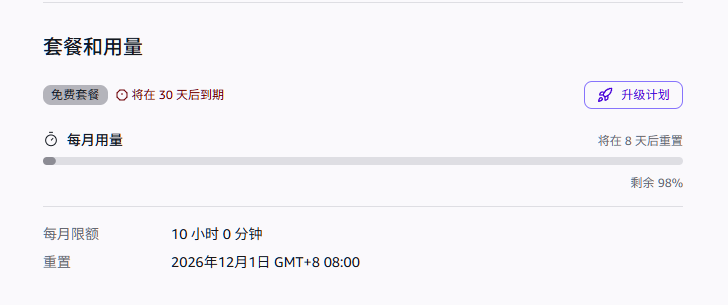 套餐和用量
免费套餐 将在 30 天后到期 升级计划
每月用量 将在 8 天后重置
剩余 98%
每月限额 10 小时 0 分钟
重置 2026年12月1日 GMT+8 08:00